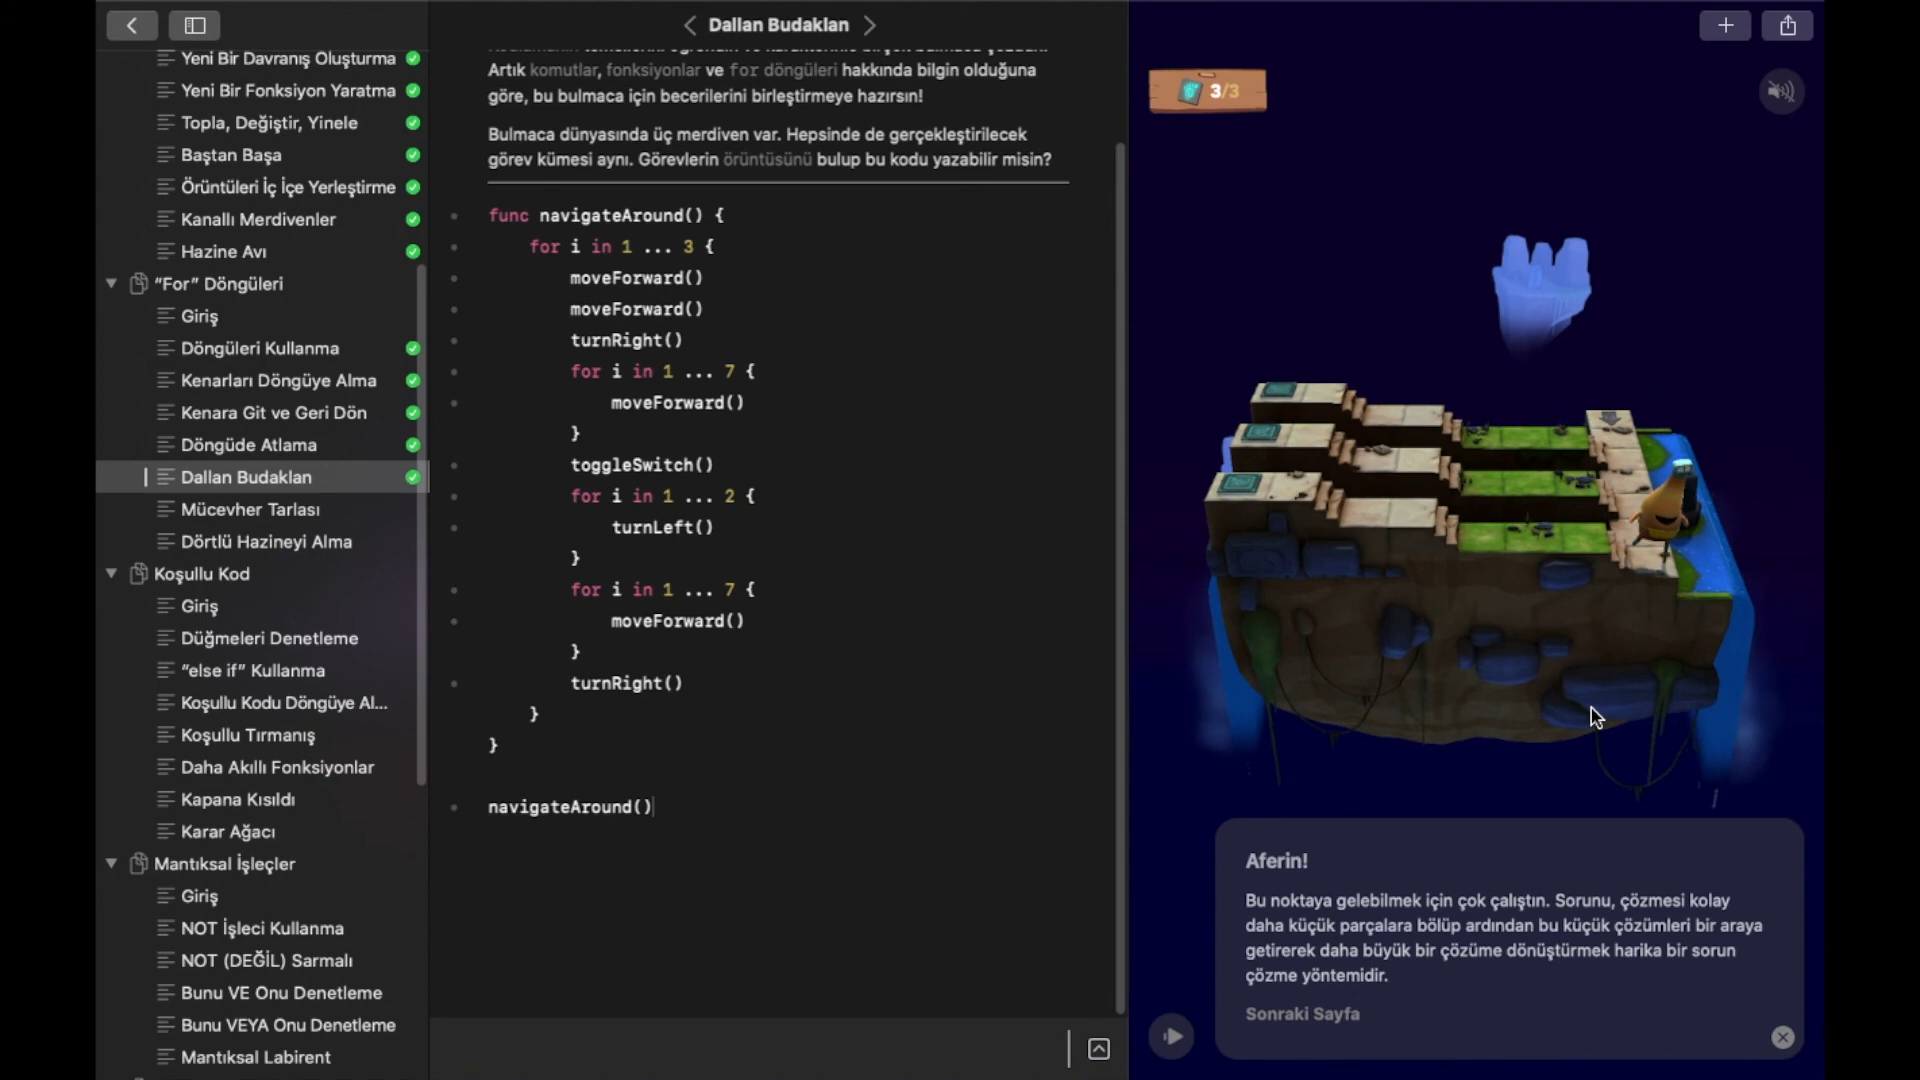 Dallan Budaklan
Yeni Bir Davranış Oluşturma
Yeni Bir Fonksiyon Yaratma
Topla, Değiştir, Yinele
Baştan Başa
Örüntüleri İç İçe Yerleştirme
Kanallı Merdivenler
Hazine Avı
“For” Döngüleri
Giriş
Döngüleri Kullanma
Kenarları Döngüye Alma
Kenara Git ve Geri Dön
Döngüde Atlama
Dallan Budaklan
Mücevher Tarlası
Dörtlü Hazineyi Alma
Koşullu Kod
Giriş
Düğmeleri Denetleme
“else if” Kullanma
Koşullu Kodu Döngüye Al...
Koşullu Tırmanış
Daha Akıllı Fonksiyonlar
Kapana Kısıldı
Karar Ağacı
Mantıksal İşleçler
Giriş
NOT İşleci Kullanma
NOT (DEĞİL) Sarmalı
Bunu VE Onu Denetleme
Bunu VEYA Onu Denetleme
Mantıksal Labirent
Artık komutlar, fonksiyonlar ve for döngüleri hakkında bilgin olduğuna
göre, bu bulmaca için becerilerini birleştirmeye hazırsın!
Bulmaca dünyasında üç merdiven var. Hepsinde de gerçekleştirilecek
görev kümesi aynı. Görevlerin örüntüsünü bulup bu kodu yazabilir misin?
func navigateAround() {
for i in 1 ... 3 {
moveForward()
moveForward()
turnRight()
for i in 1 ... 7 {
moveForward()
}
toggleSwitch()
for i in 1 ... 2 {
turnLeft()
}
for i in 1 ... 7 {
moveForward()
}
turnRight()
}
}
navigateAround()
3/3
Aferin!
Bu noktaya gelebilmek için çok çalıştın. Sorunu, çözmesi kolay
daha küçük parçalara bölüp ardından bu küçük çözümleri bir araya
getirerek daha büyük bir çözüme dönüştürmek harika bir sorun
çözme yöntemidir.
Sonraki Sayfa